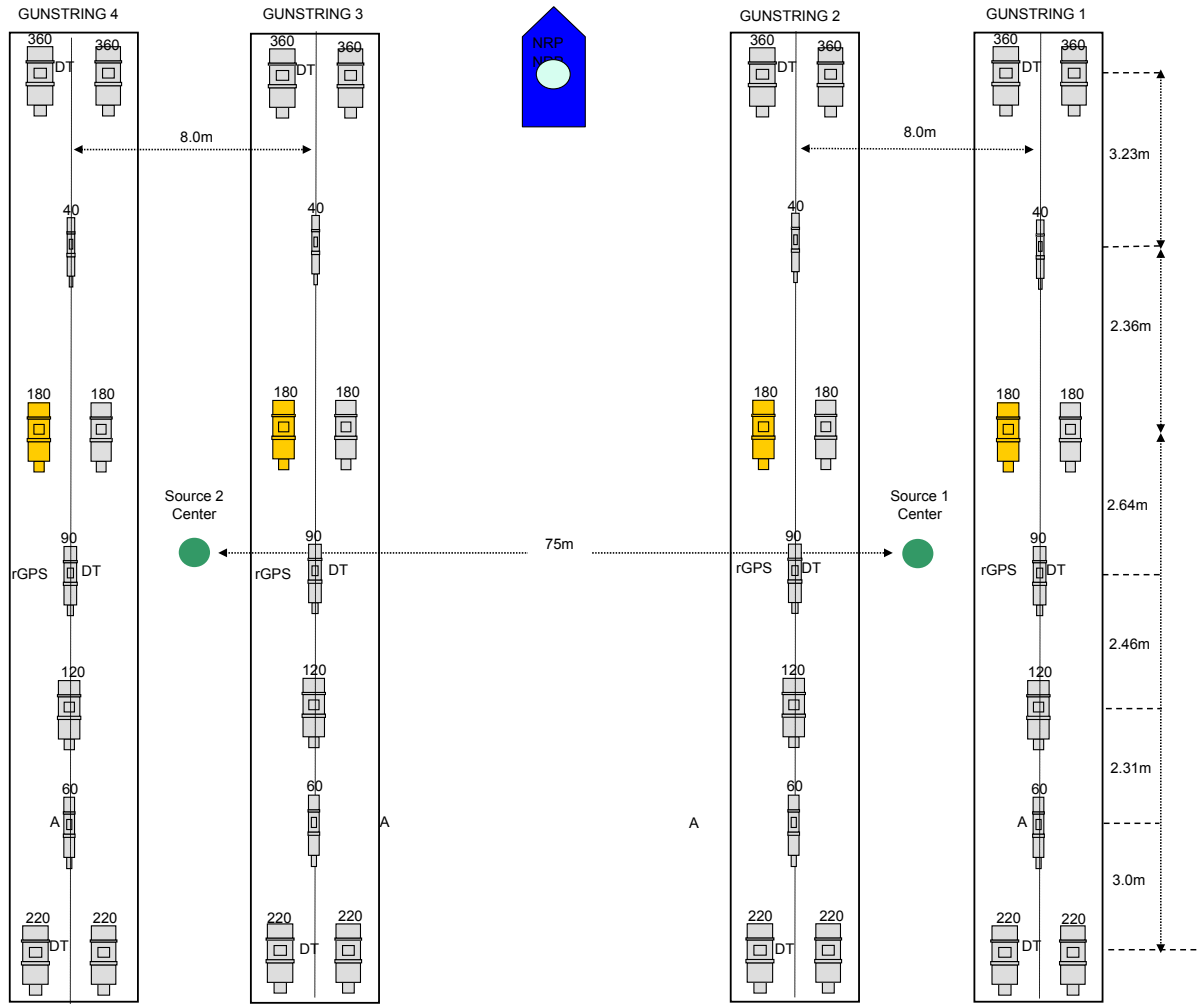 GUNSTRING 4
GUNSTRING 3
GUNSTRING 2
GUNSTRING 1
NRP
360 DT 360
360 DT 360
360 DT 360
360 DT 360
8.0m
8.0m
3.23m
40
40
40
40
2.36m
180 180
180 180
180 180
180 180
Source 2
Center
Source 1
Center
2.64m
75m
90
90
90
90
rGPS DT
rGPS DT
rGPS DT
rGPS DT
2.46m
120
120
120
120
2.31m
60
60
60
60
A
A
A
A
3.0m
220 220
220 220
220 220
220 220
DT
DT
DT
DT